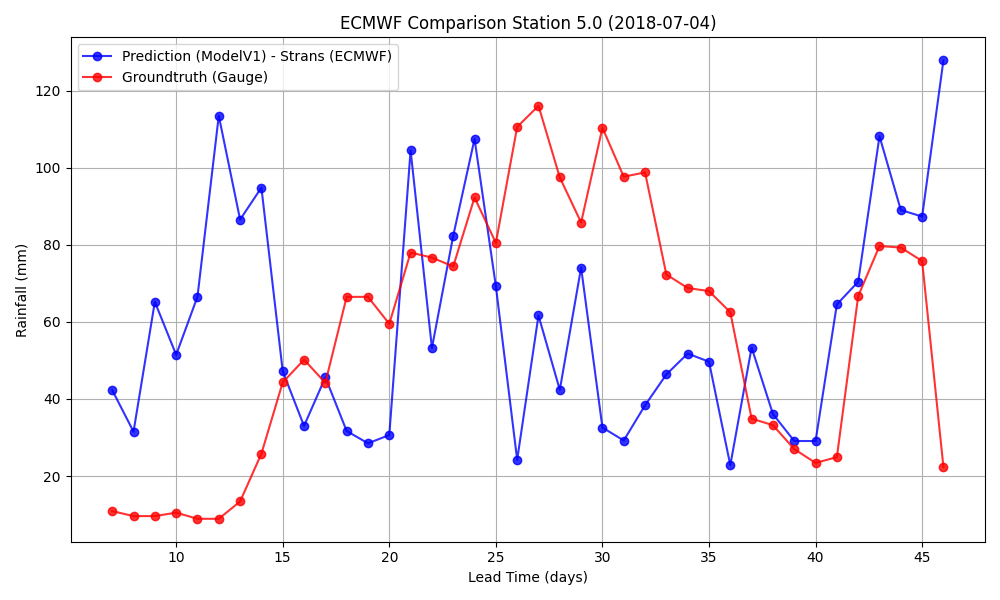 ECMWF Comparison Station 5.0 (2018-07-04)
Prediction (ModelV1) - Strans (ECMWF)
Groundtruth (Gauge)
Rainfall (mm)
120
100
80
60
40
20
10 15 20 25 30 35 40 45
Lead Time (days)